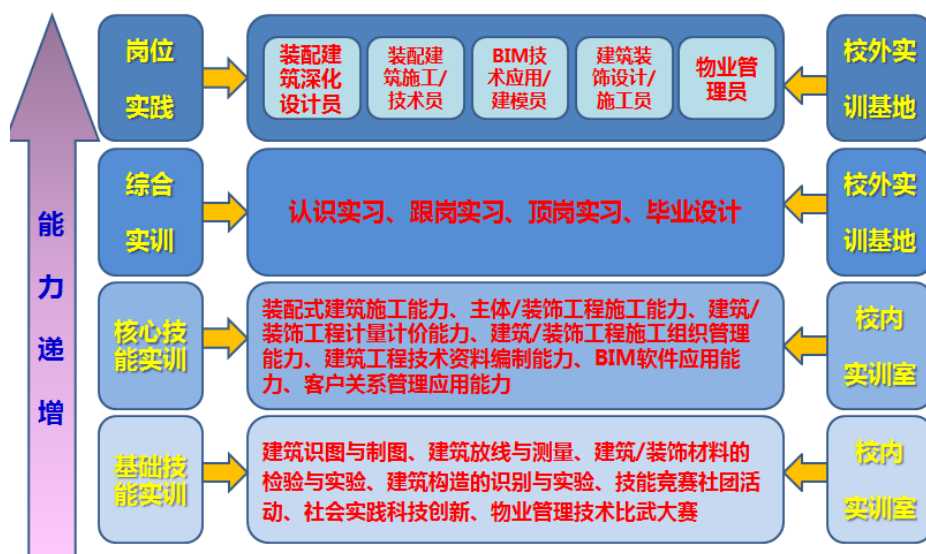 能
力
递
增
岗位
实践
装配建
筑深化
设计员
装配建
筑施工/
技术员
BIM技
术应用/
建模员
建筑装
饰设计/
施工员
物业管
理员
校外实
训基地
综合
实训
认识实习、跟岗实习、顶岗实习、毕业设计
校外实
训基地
核心技
能实训
装配式建筑施工能力、主体/装饰工程施工能力、建筑/
装饰工程计量计价能力、建筑/装饰工程施工组织管理
能力、建筑工程技术资料编制能力、BIM软件应用能
力、客户关系管理应用能力
校内
实训室
基础技
能实训
建筑识图与制图、建筑放线与测量、建筑/装饰材料的
检验与实验、建筑构造的识别与实验、技能竞赛社团活
动、社会实践科技创新、物业管理技术比武大赛
校内
实训室